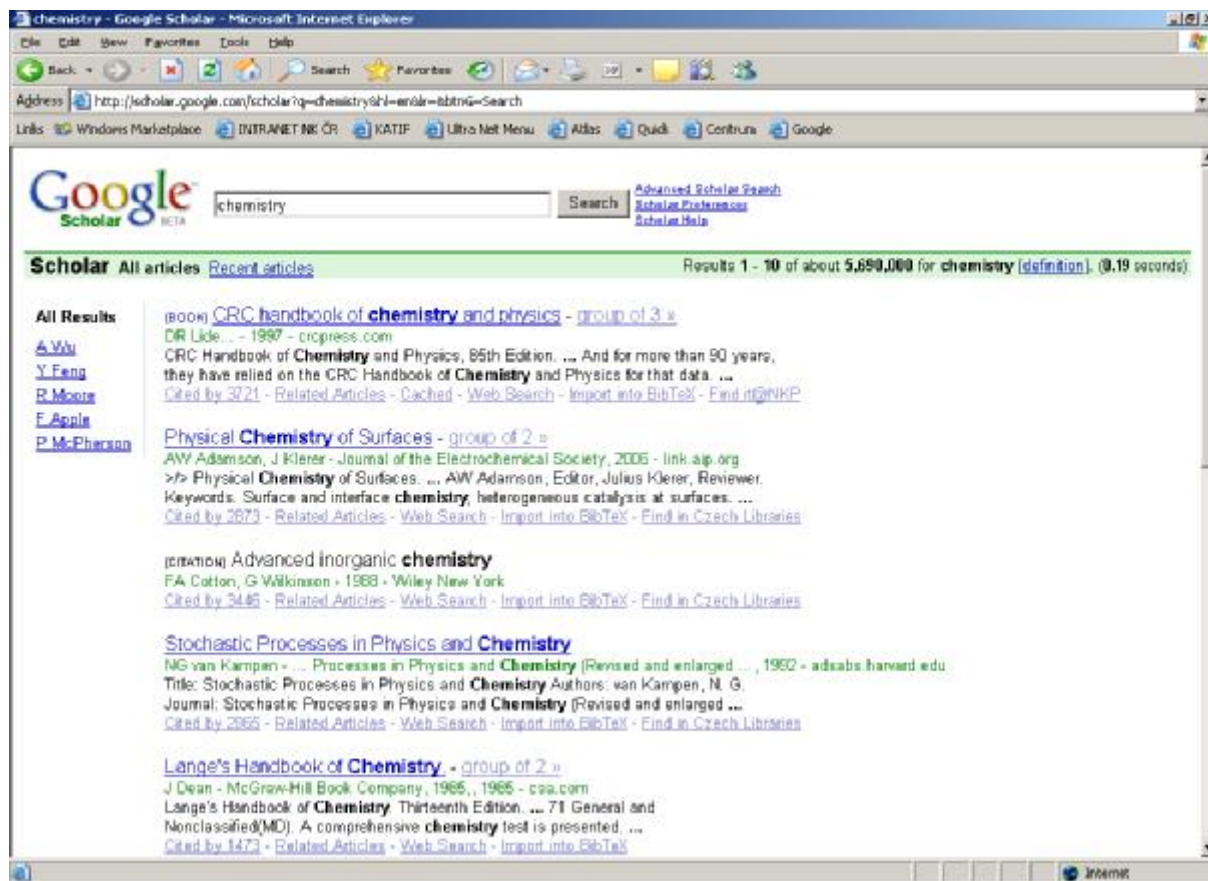 chemistry - Google Scholar - Microsoft Internet Explorer
File Edit View Favorites Tools Help
Back Search Favorites
Address http://scholar.google.com/scholar?q=chemistry&hl=en&lr=&btnG=Search
Links Windows Marketplace INTRANET NK ČR KATIF Ultra Net Menu Atlas Quick Centrum Google
Google Scholar BETA
chemistry Search
Advanced Scholar Search
Scholar Preferences
Scholar Help
Scholar All articles Recent articles Results 1 - 10 of about 5,690,000 for chemistry [definition]. (0.19 seconds)
All Results
A Wu
Y Feng
R Moore
F Apple
P McPherson
[BOOK] CRC handbook of chemistry and physics - group of 3 »
DR Lide... - 1997 - crcpress.com
CRC Handbook of Chemistry and Physics, 85th Edition. ... And for more than 90 years,
they have relied on the CRC Handbook of Chemistry and Physics for that data. ...
Cited by 3721 - Related Articles - Cached - Web Search - Import into BibTeX - Find it@NKP
Physical Chemistry of Surfaces - group of 2 »
AW Adamson, J Klerer - Journal of the Electrochemical Society, 2006 - link.aip.org
>/> Physical Chemistry of Surfaces. ... AW Adamson, Editor, Julius Klerer, Reviewer.
Keywords. Surface and interface chemistry, heterogeneous catalysis at surfaces. ...
Cited by 2873 - Related Articles - Web Search - Import into BibTeX - Find in Czech Libraries
[CITATION] Advanced inorganic chemistry
FA Cotton, G Wilkinson - 1988 - Wiley New York
Cited by 3446 - Related Articles - Web Search - Import into BibTeX - Find in Czech Libraries
Stochastic Processes in Physics and Chemistry
NG van Kampen - ... Processes in Physics and Chemistry (Revised and enlarged ... , 1992 - adsabs.harvard.edu
Title: Stochastic Processes in Physics and Chemistry Authors: van Kampen, N. G.
Journal: Stochastic Processes in Physics and Chemistry (Revised and enlarged ...
Cited by 2965 - Related Articles - Web Search - Import into BibTeX - Find in Czech Libraries
Lange's Handbook of Chemistry - group of 2 »
J Dean - McGraw-Hill Book Company, 1985,, 1985 - csa.com
Lange's Handbook of Chemistry. Thirteenth Edition. ... 71 General and
Nonclassified(MD). A comprehensive chemistry test is presented. ...
Cited by 1473 - Related Articles - Web Search - Import into BibTeX
Internet